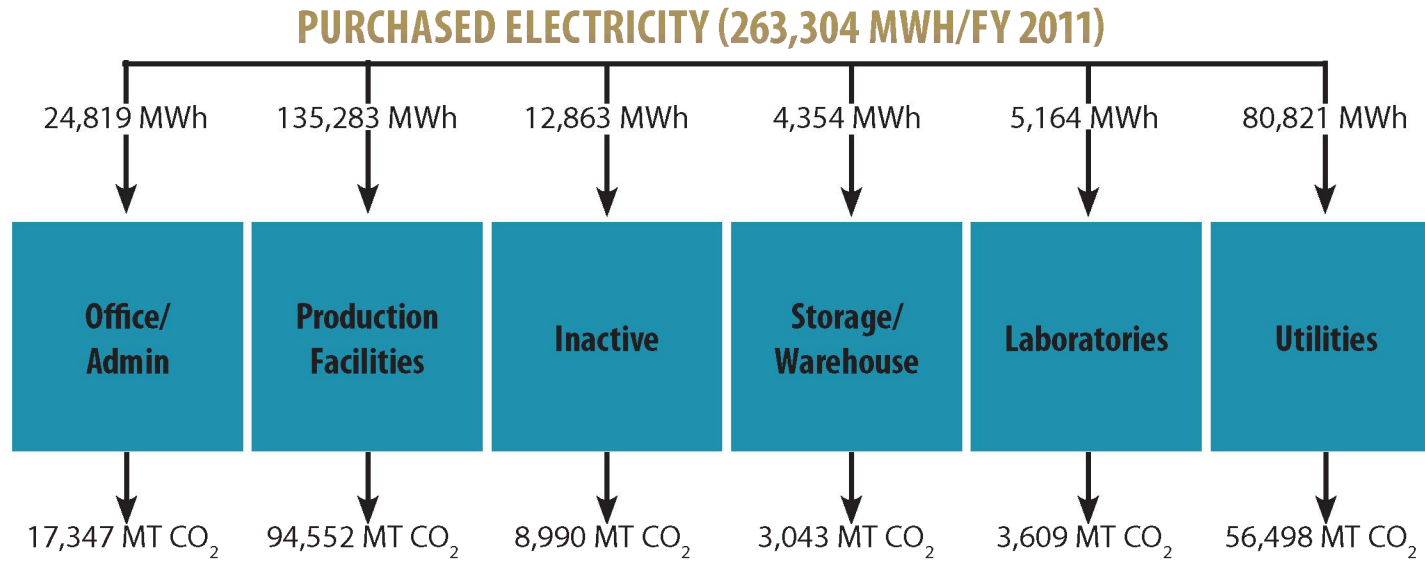 PURCHASED ELECTRICITY (263,304 MWH/FY 2011)
24,819 MWh
135,283 MWh
12,863 MWh
4,354 MWh
5,164 MWh
80,821 MWh
Office/
Admin
Production
Facilities
Inactive
Storage/
Warehouse
Laboratories
Utilities
17,347 MT CO₂
94,552 MT CO₂
8,990 MT CO₂
3,043 MT CO₂
3,609 MT CO₂
56,498 MT CO₂